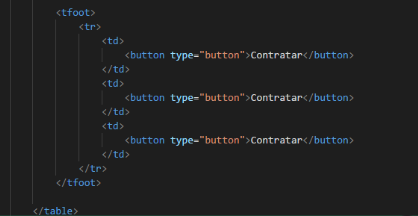 <tfoot>
<tr>
<td>
<button type="button">Contratar</button>
</td>
<td>
<button type="button">Contratar</button>
</td>
<td>
<button type="button">Contratar</button>
</td>
</tr>
</tfoot>
</table>